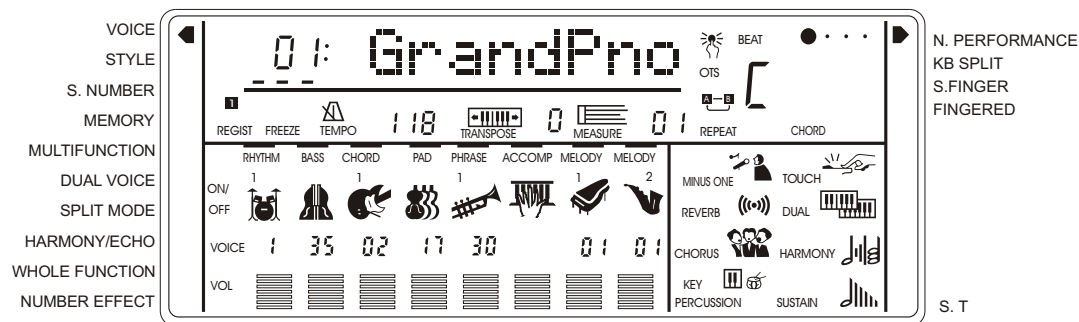 VOICE
STYLE
S. NUMBER
MEMORY
MULTIFUNCTION
DUAL VOICE
SPLIT MODE
HARMONY/ECHO
WHOLE FUNCTION
NUMBER EFFECT
01: GrandPno
BEAT
OTS
A B
C
1
REGIST FREEZE TEMPO 118 TRANSPOSE 0 MEASURE 01 REPEAT CHORD
RHYTHM BASS CHORD PAD PHRASE ACCOMP MELODY MELODY
1 1 1 1 2
ON/
OFF
VOICE 1 35 02 17 30 01 01
VOL
MINUS ONE TOUCH
REVERB DUAL
CHORUS HARMONY
KEY
PERCUSSION SUSTAIN
N. PERFORMANCE
KB SPLIT
S.FINGER
FINGERED
S. T